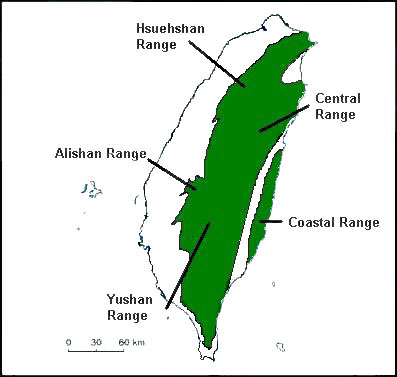 Hsuehshan
Range
Central
Range
Alishan Range
Coastal Range
Yushan
Range
0 30 60 km